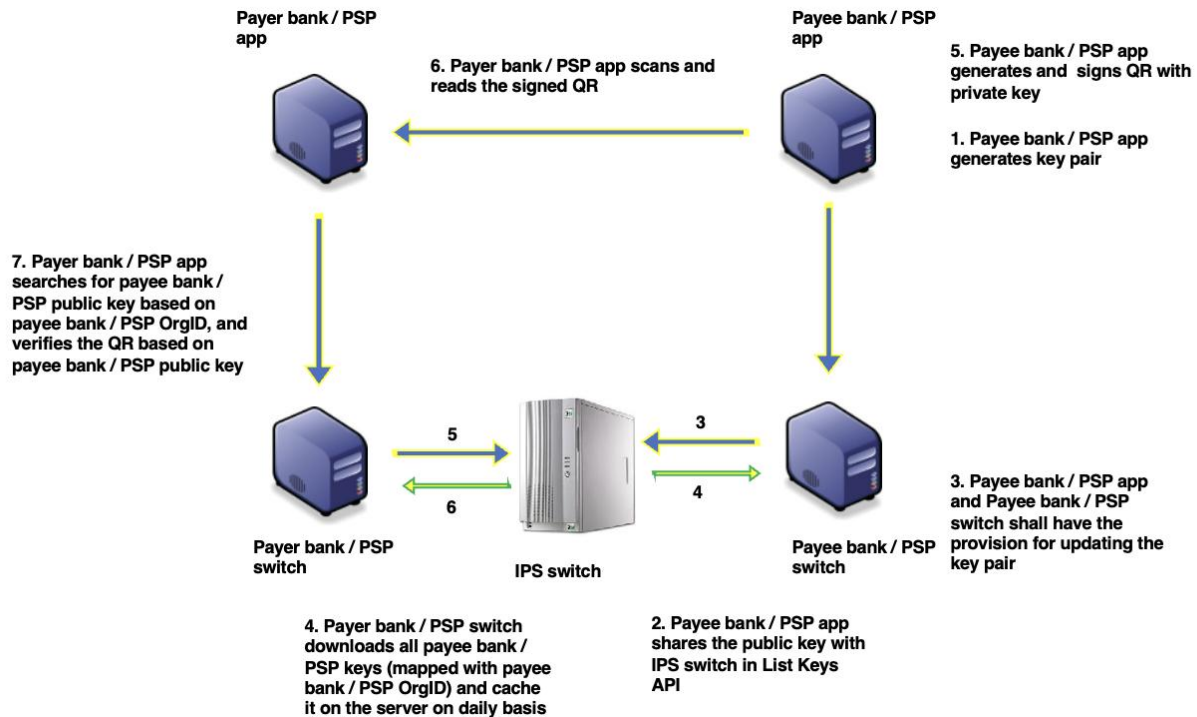 Payer bank / PSP
app
Payee bank / PSP
app
6. Payer bank / PSP app scans and
reads the signed QR
5. Payee bank / PSP app
generates and signs QR with
private key
1. Payee bank / PSP app
generates key pair
7. Payer bank / PSP app
searches for payee bank /
PSP public key based on
payee bank / PSP OrgID, and
verifies the QR based on
payee bank / PSP public key
5
6
3
4
Payer bank / PSP
switch
IPS switch
Payee bank / PSP
switch
3. Payee bank / PSP app
and Payee bank / PSP
switch shall have the
provision for updating the
key pair
4. Payer bank / PSP switch
downloads all payee bank /
PSP keys (mapped with payee
bank / PSP OrgID) and cache
it on the server on daily basis
2. Payee bank / PSP app
shares the public key with
IPS switch in List Keys
API